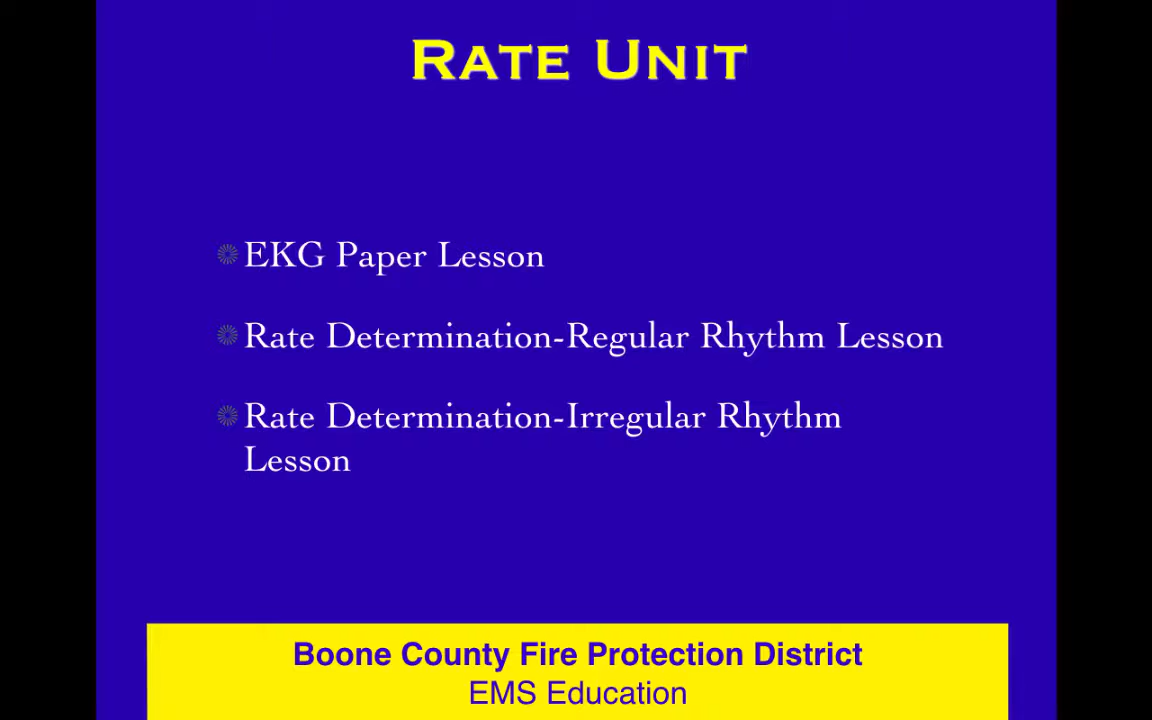 Rate Unit
EKG Paper Lesson
Rate Determination-Regular Rhythm Lesson
Rate Determination-Irregular Rhythm
Lesson
Boone County Fire Protection District
EMS Education